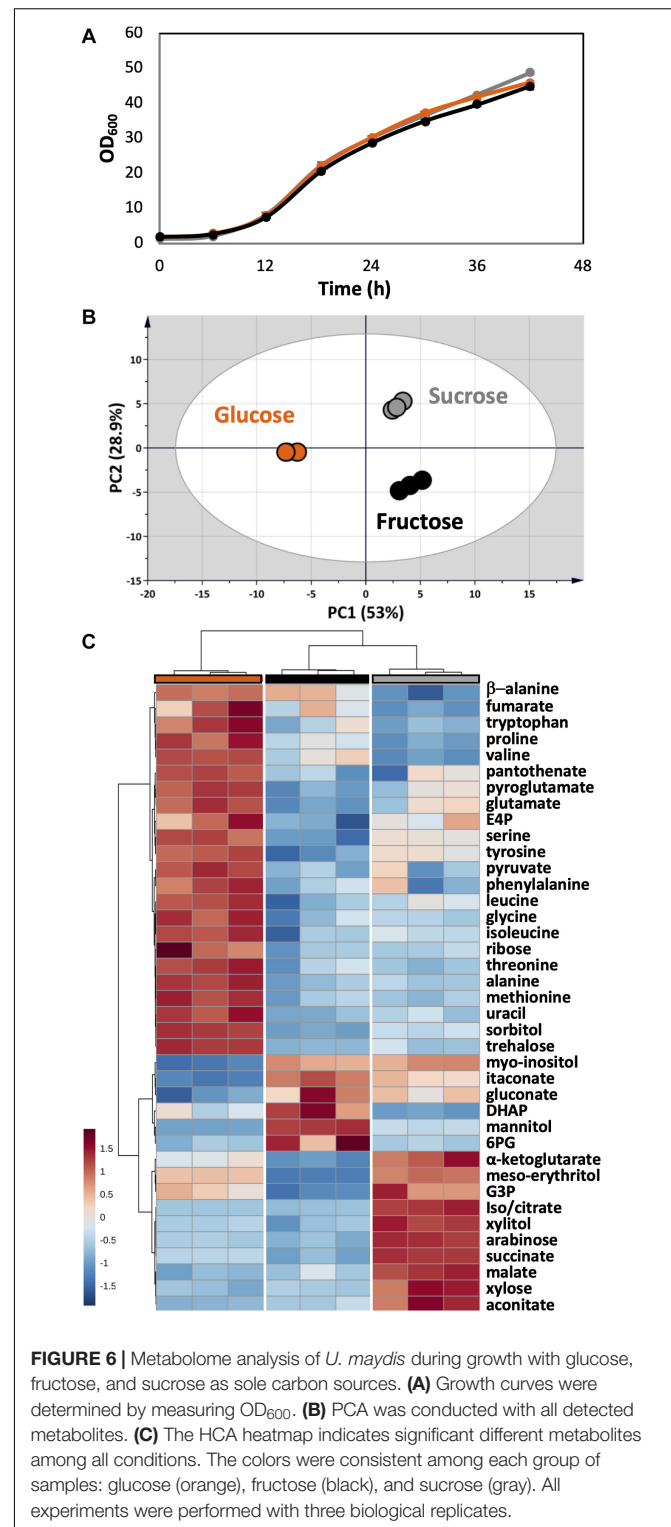 A
60
50
40
30
20
10
0
OD600
0 12 24 36 48
Time (h)
B
10
5
0
-5
-10
-15
PC2 (28.9%)
Glucose
Sucrose
Fructose
-20 -15 -10 -5 0 5 10 15
PC1 (53%)
C
β–alanine
fumarate
tryptophan
proline
valine
pantothenate
pyroglutamate
glutamate
E4P
serine
tyrosine
pyruvate
phenylalanine
leucine
glycine
isoleucine
ribose
threonine
alanine
methionine
uracil
sorbitol
trehalose
myo-inositol
itaconate
gluconate
DHAP
mannitol
6PG
α-ketoglutarate
meso-erythritol
G3P
Iso/citrate
xylitol
arabinose
succinate
malate
xylose
aconitate
1.5
1
0.5
0
-0.5
-1
-1.5
FIGURE 6 | Metabolome analysis of U. maydis during growth with glucose,
fructose, and sucrose as sole carbon sources. (A) Growth curves were
determined by measuring OD600. (B) PCA was conducted with all detected
metabolites. (C) The HCA heatmap indicates significant different metabolites
among all conditions. The colors were consistent among each group of
samples: glucose (orange), fructose (black), and sucrose (gray). All
experiments were performed with three biological replicates.